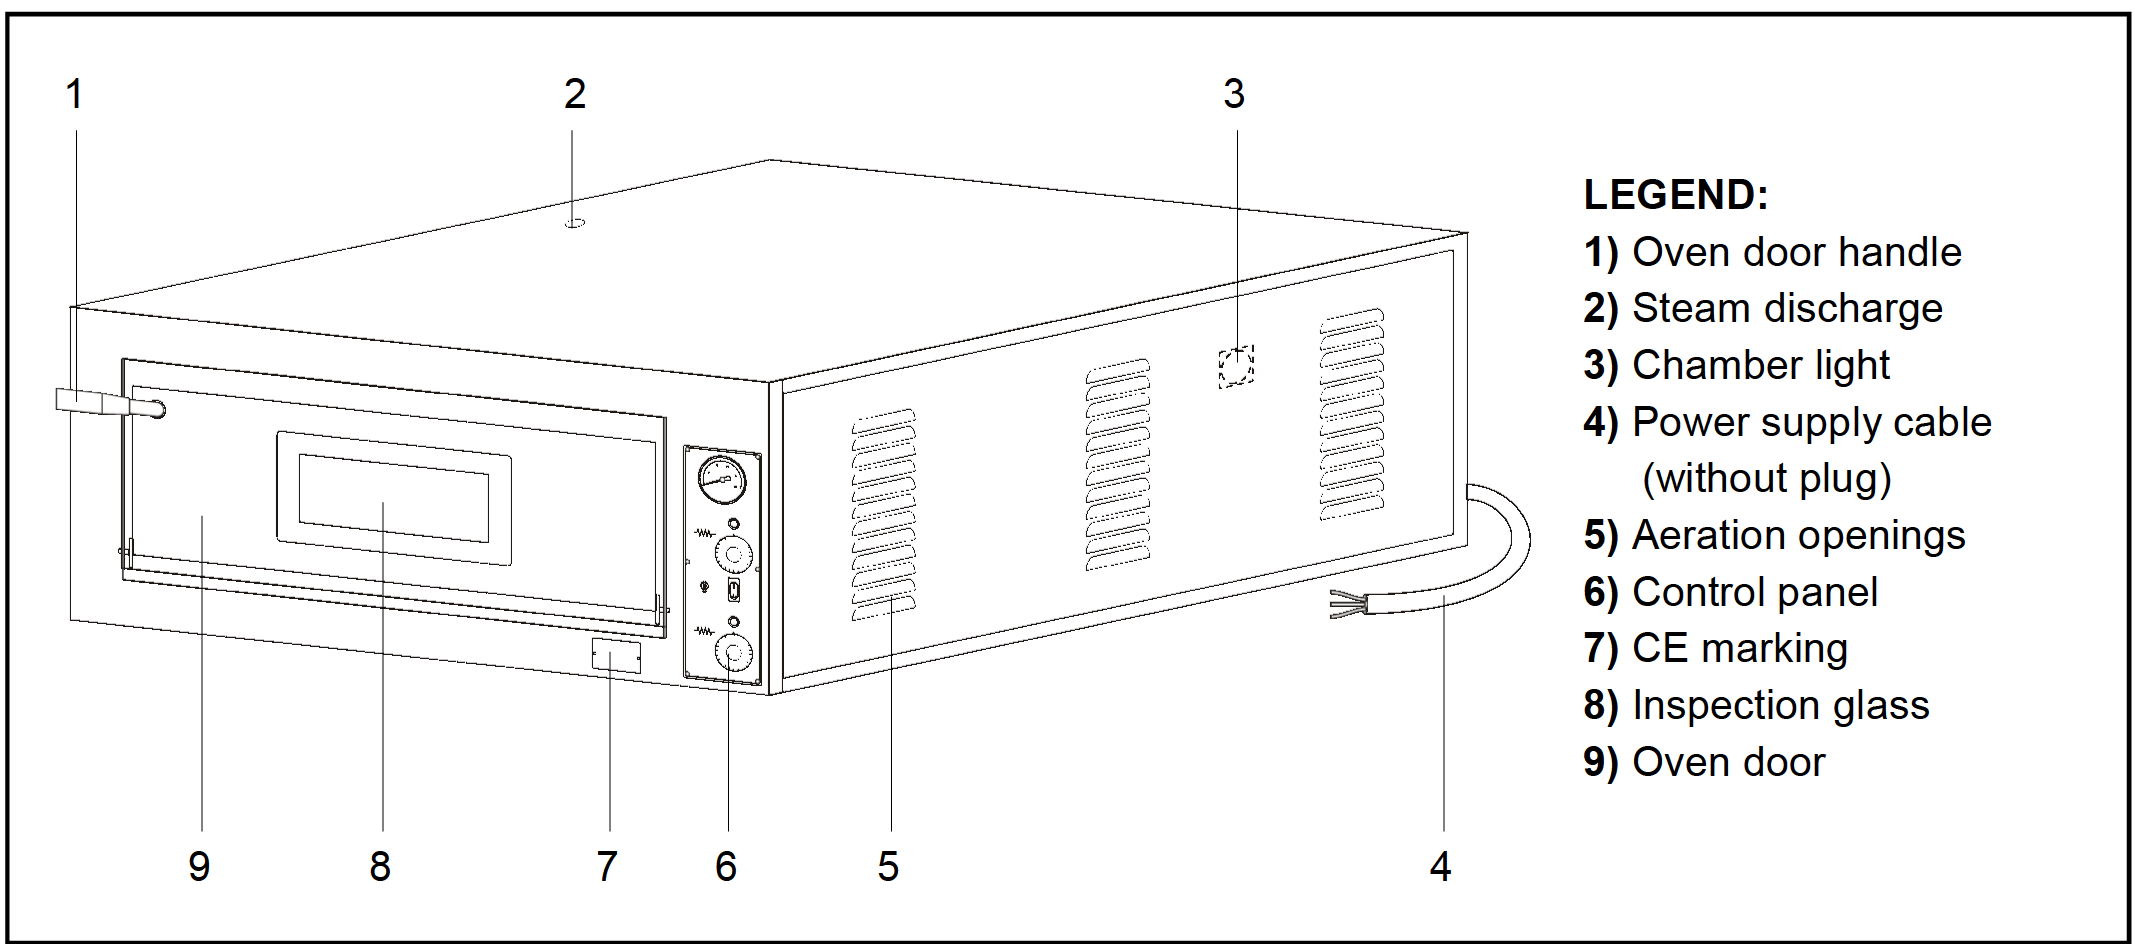 1 2 3
LEGEND:
1) Oven door handle
2) Steam discharge
3) Chamber light
4) Power supply cable
(without plug)
5) Aeration openings
6) Control panel
7) CE marking
8) Inspection glass
9) Oven door
9 8 7 6 5 4